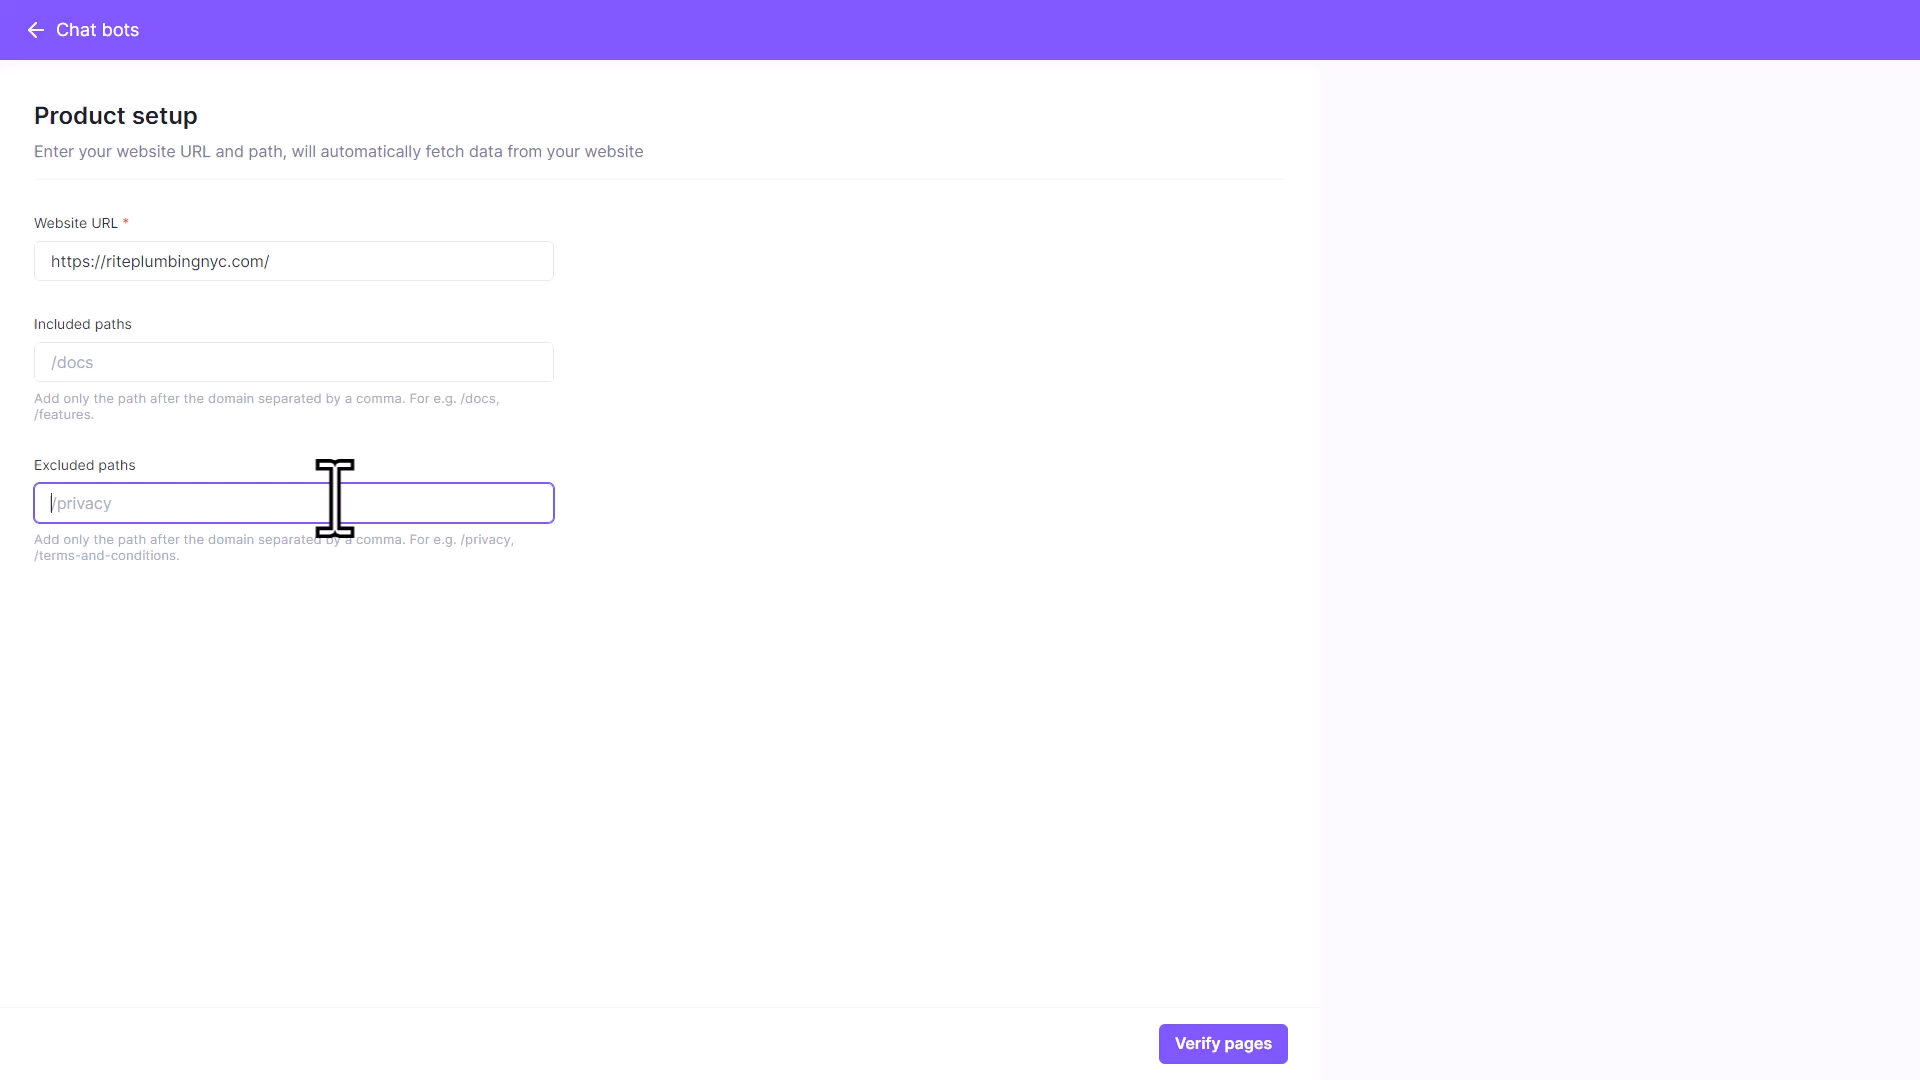 Chat bots
Product setup
Enter your website URL and path, will automatically fetch data from your website
Website URL *
https://riteplumbingnyc.com/
Included paths
/docs
Add only the path after the domain separated by a comma. For e.g. /docs,
/features.
Excluded paths
/privacy
Add only the path after the domain separated by a comma. For e.g. /privacy,
/terms-and-conditions.
Verify pages